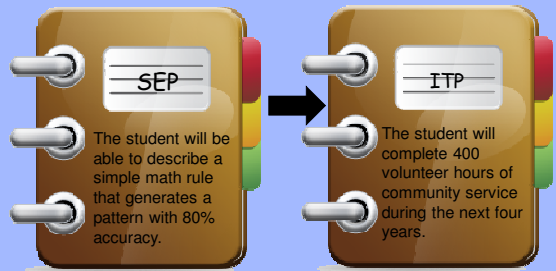 SEP
The student will be
able to describe a
simple math rule
that generates a
pattern with 80%
accuracy.
ITP
The student will
complete 400
volunteer hours of
community service
during the next four
years.